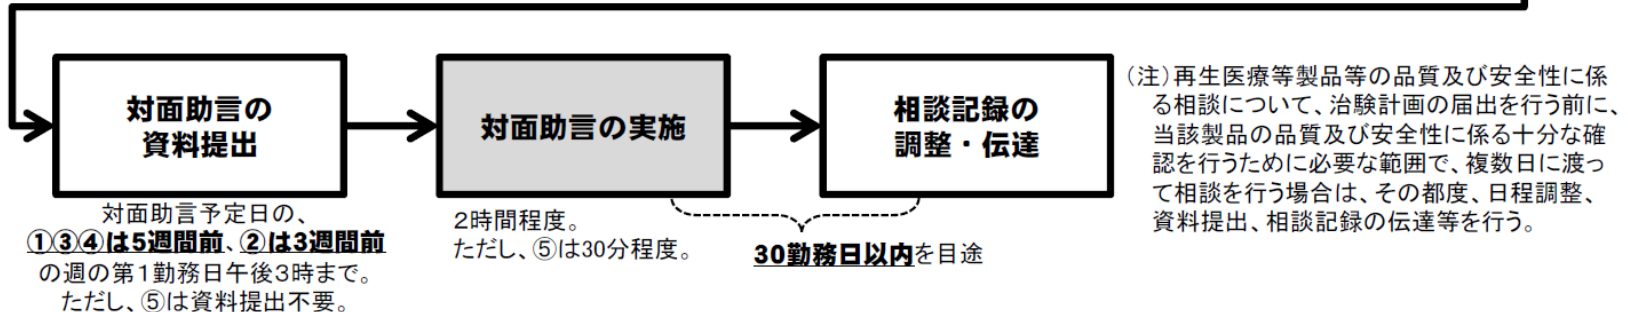 対面助言の
資料提出
対面助言予定日の、
①③④は5週間前、②は3週間前
の週の第1勤務日午後3時まで。
ただし、⑤は資料提出不要。
対面助言の実施
2時間程度。
ただし、⑤は30分程度。
相談記録の
調整・伝達
30勤務日以内を目途
(注)再生医療等製品等の品質及び安全性に係
る相談について、治験計画の届出を行う前に、
当該製品の品質及び安全性に係る十分な確
認を行うために必要な範囲で、複数日に渡っ
て相談を行う場合は、その都度、日程調整、
資料提出、相談記録の伝達等を行う。